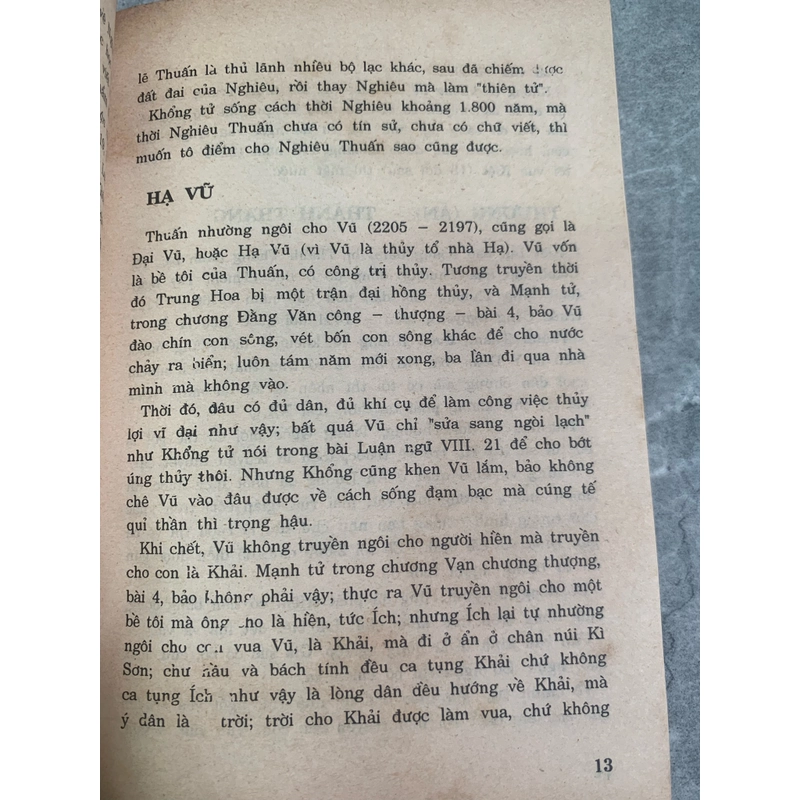 lẽ Thuấn là thủ lãnh nhiều bộ lạc khác, sau đã chiếm được
đất đai của Nghiêu, rồi thay Nghiêu mà làm "thiên tử".
Khổng tử sống cách thời Nghiêu khoảng 1.800 năm, mà
thời Nghiêu Thuấn chưa có tín sử, chưa có chữ viết, thì
muốn tô điểm cho Nghiêu Thuấn sao cũng được.
HẠ VŨ
Thuấn nhường ngôi cho Vũ (2205 – 2197), cũng gọi là
Đại Vũ, hoặc Hạ Vũ (vì Vũ là thủy tổ nhà Hạ). Vũ vốn
là bề tôi của Thuấn, có công trị thủy. Tương truyền thời
đó Trung Hoa bị một trận đại hồng thủy, và Mạnh tử,
trong chương Đằng Văn công – thượng – bài 4, bảo Vũ
đào chín con sông, vét bốn con sông khác để cho nước
chảy ra biển; luôn tám năm mới xong, ba lần đi qua nhà
mình mà không vào.
Thời đó, đâu có đủ dân, đủ khí cụ để làm công việc thủy
lợi vĩ đại như vậy; bất quá Vũ chỉ "sửa sang ngòi lạch"
như Khổng tử nói trong bài Luận ngữ VIII. 21 để cho bớt
úng thủy thôi. Nhưng Khổng cũng khen Vũ lắm, bảo không
chê Vũ vào đâu được về cách sống đạm bạc mà cúng tế
quỉ thần thì trọng hậu.
Khi chết, Vũ không truyền ngôi cho người hiền mà truyền
cho con là Khải. Mạnh tử trong chương Vạn chương thượng,
bài 4, bảo không phải vậy; thực ra Vũ truyền ngôi cho một
bề tôi mà ông cho là hiền, tức Ích; nhưng Ích lại tự nhường
ngôi cho con vua Vũ, là Khải, mà đi ở ẩn ở chân núi Kì
Sơn; chư hầu và bách tính đều ca tụng Khải chứ không
ca tụng Ích như vậy là lòng dân đều hướng về Khải, mà
ý dân là trời; trời cho Khải được làm vua, chứ không
13